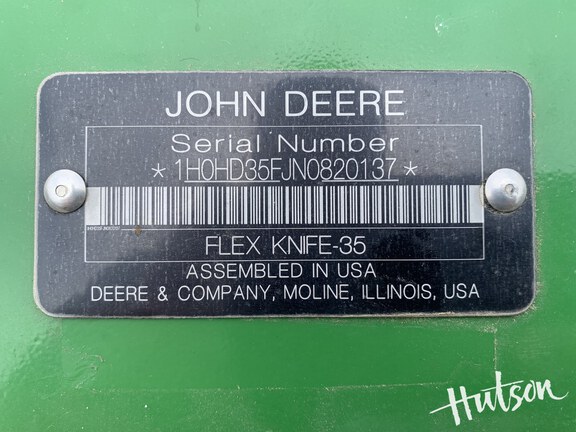 JOHN DEERE
Serial Number
*1H0HD35FJN0820137*
FLEX KNIFE-35
ASSEMBLED IN USA
DEERE & COMPANY, MOLINE, ILLINOIS, USA
Hutson